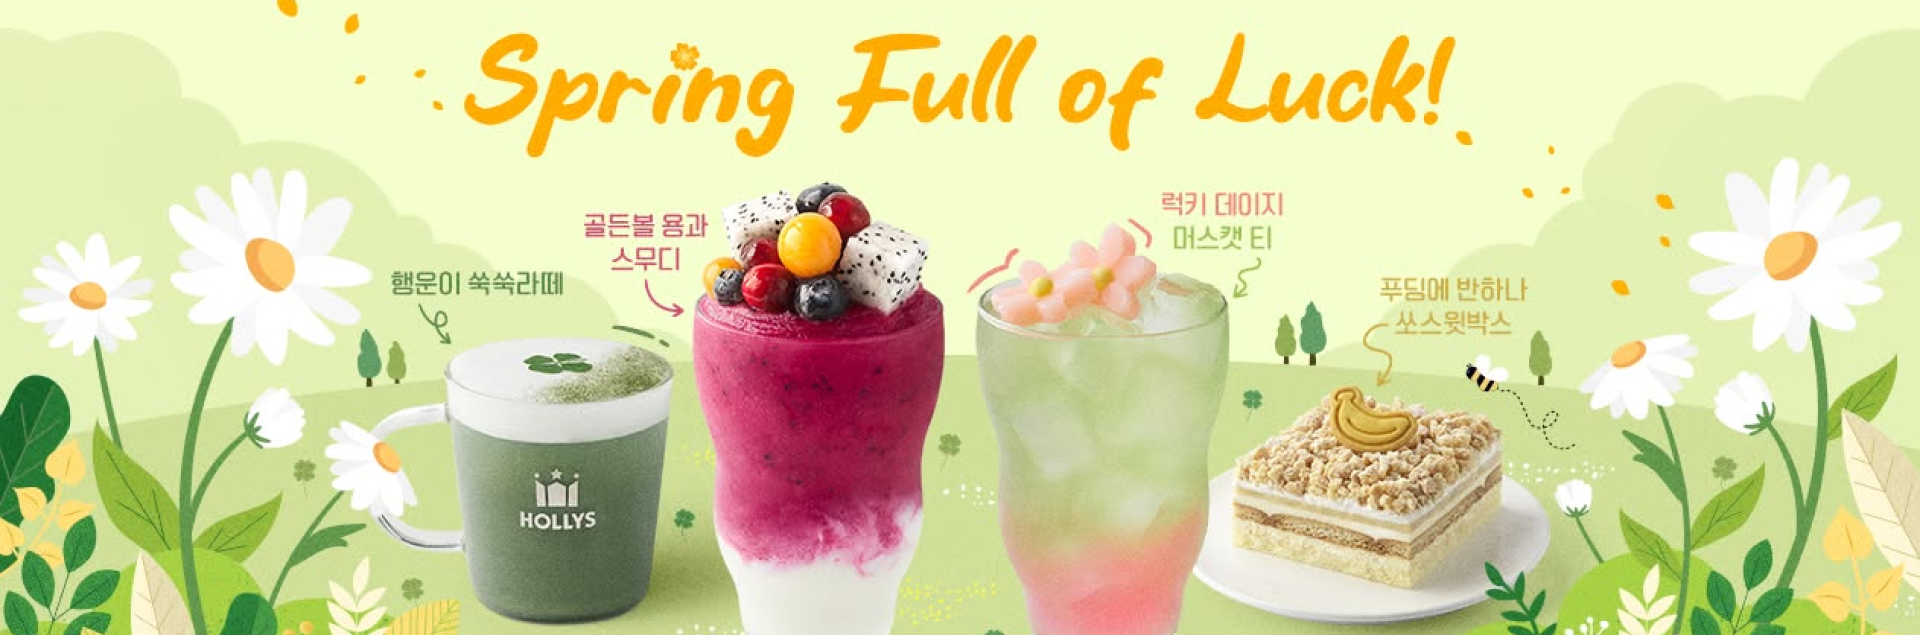 Spring Full of Luck!
행운이 쑥쑥라떼
HOLLYS
골든볼 용과
스무디
럭키 데이지
머스캣 티
푸딩에 반하나
쏘스윗박스